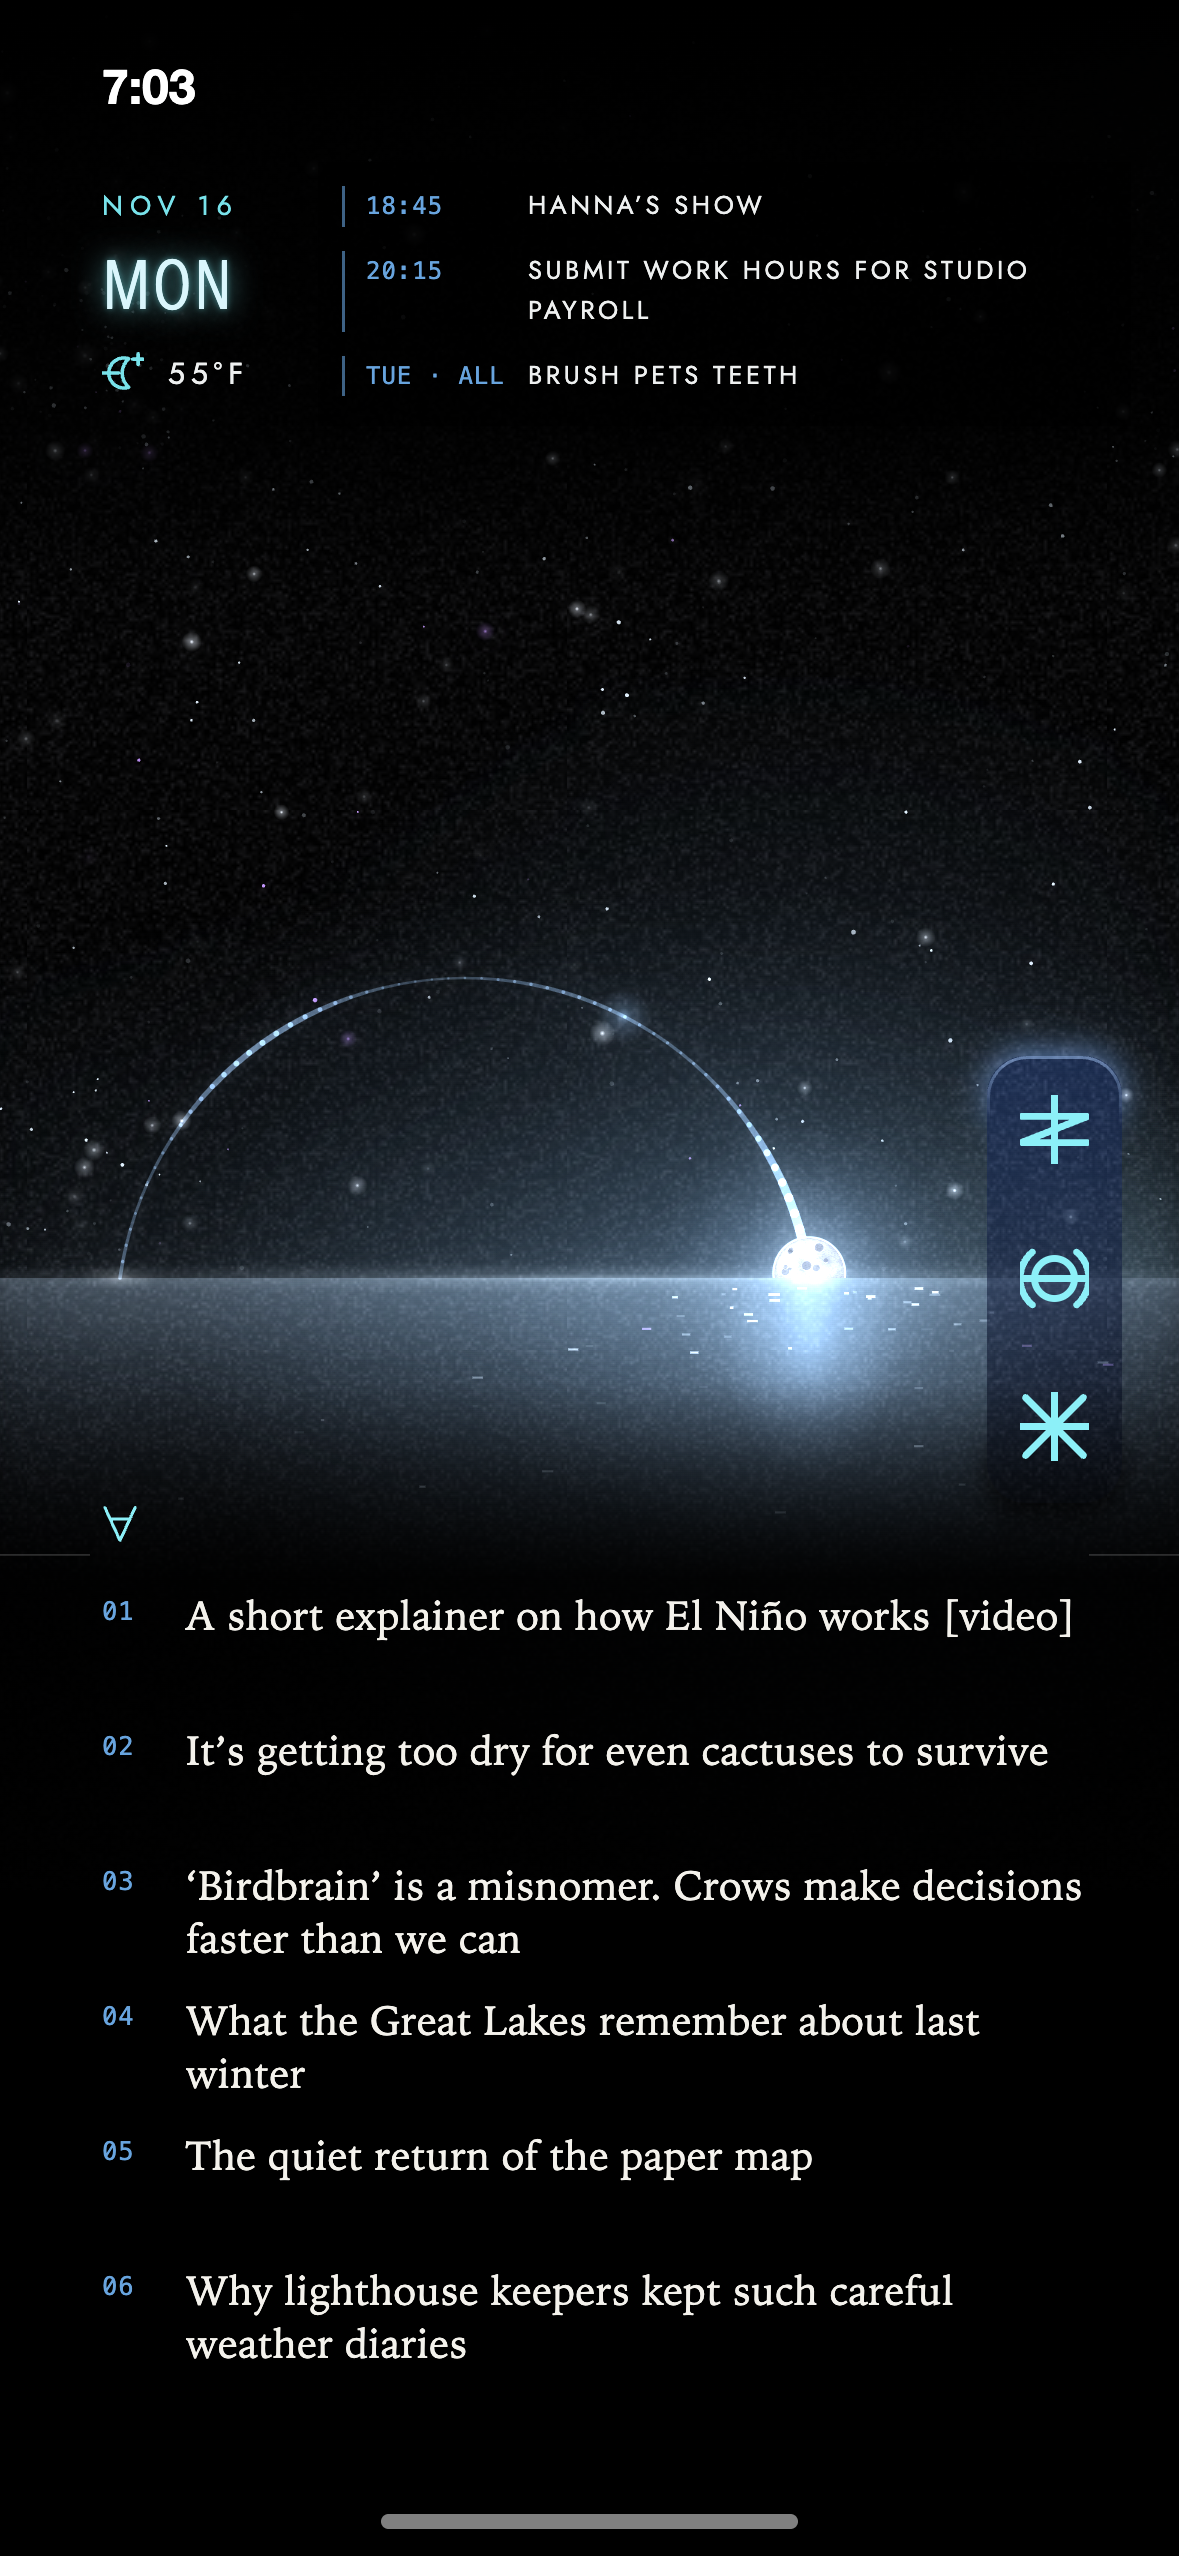 7:03
NOV 16
MON
55°F
18:45 HANNA’S SHOW
20:15 SUBMIT WORK HOURS FOR STUDIO
PAYROLL
TUE · ALL BRUSH PETS TEETH
01 A short explainer on how El Niño works [video]
02 It’s getting too dry for even cactuses to survive
03 ‘Birdbrain’ is a misnomer. Crows make decisions
faster than we can
04 What the Great Lakes remember about last
winter
05 The quiet return of the paper map
06 Why lighthouse keepers kept such careful
weather diaries